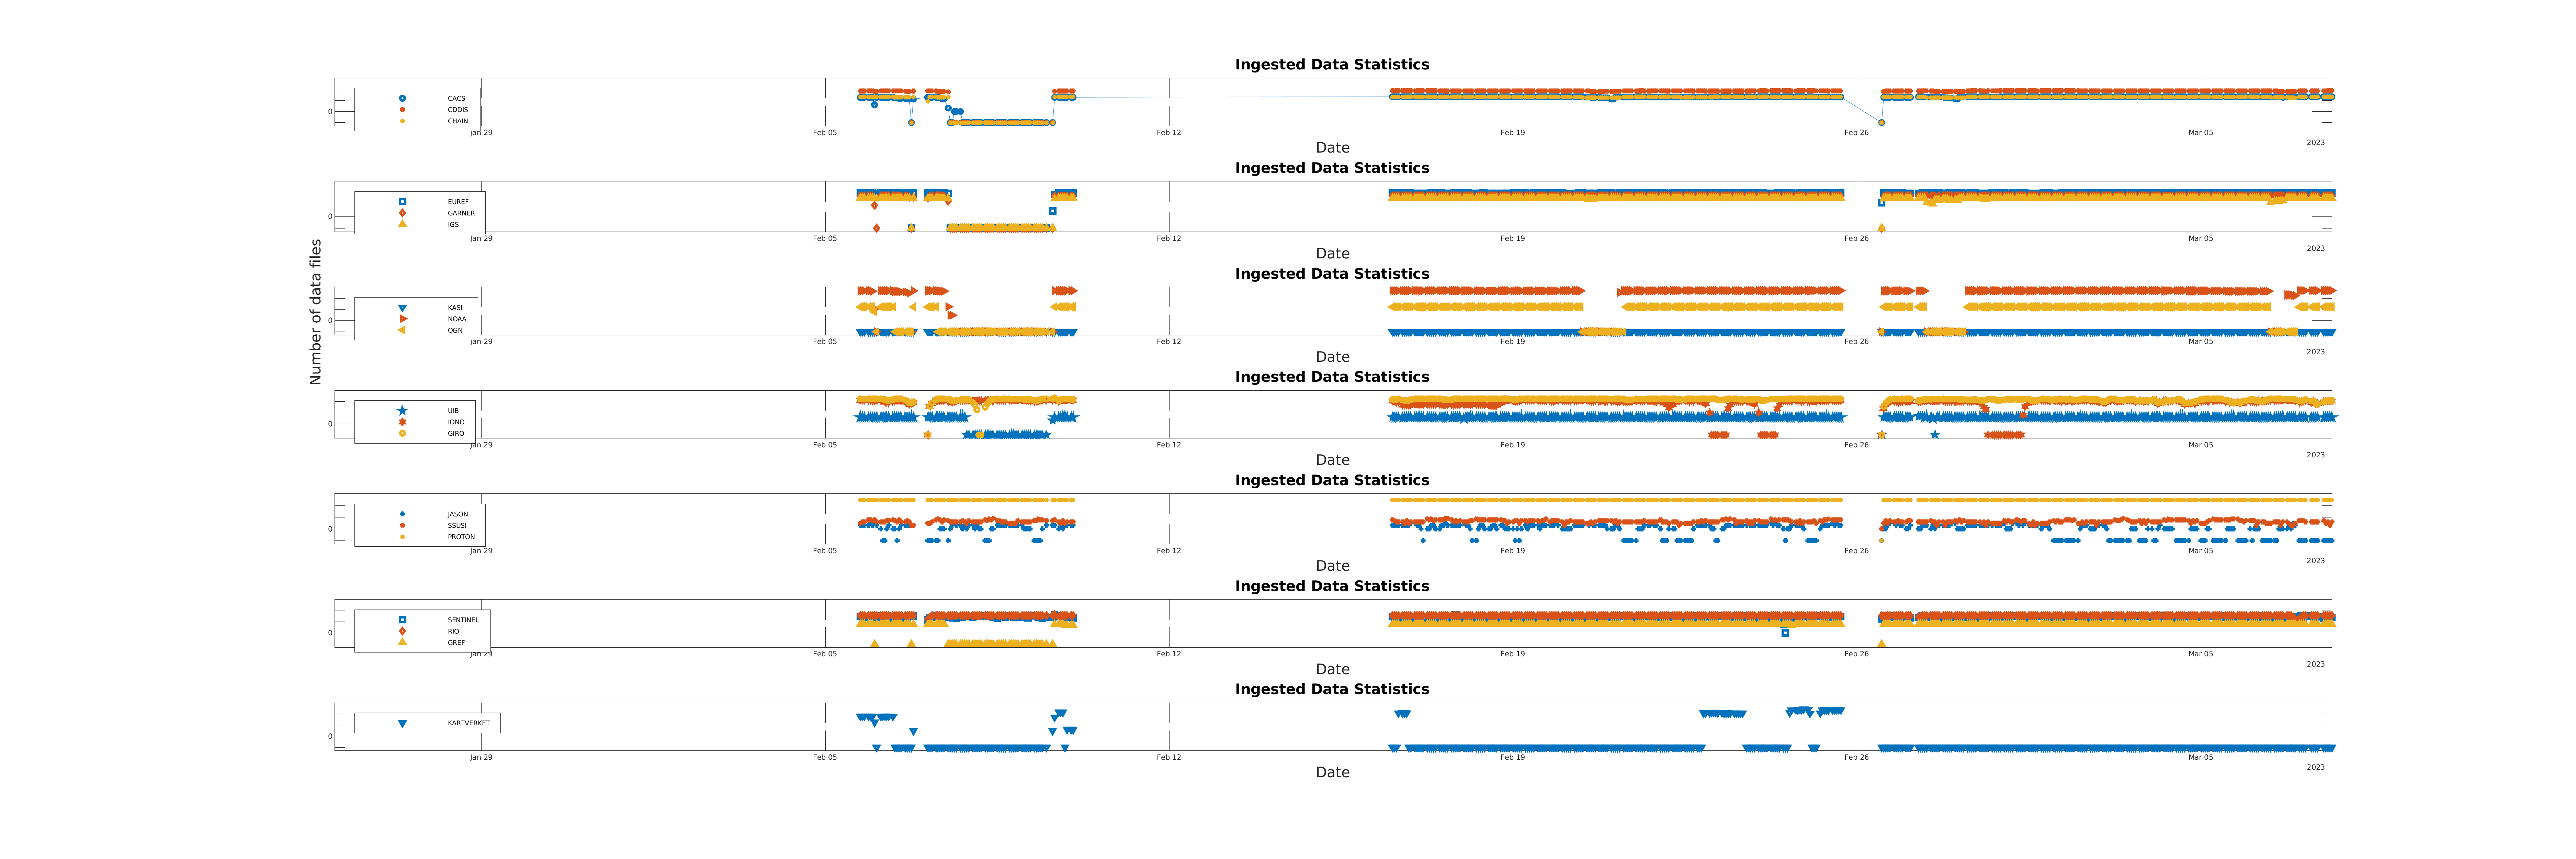 Ingested Data Statistics
CACS
CDDIS
CHAIN
0
Jan 29
Feb 05
Feb 12
Feb 19
Feb 26
Mar 05
2023
Date
Ingested Data Statistics
EUREF
GARNER
IGS
0
Jan 29
Feb 05
Feb 12
Feb 19
Feb 26
Mar 05
2023
Date
Number of data files
Ingested Data Statistics
KASI
NOAA
QGN
0
Jan 29
Feb 05
Feb 12
Feb 19
Feb 26
Mar 05
2023
Date
Ingested Data Statistics
UIB
IONO
GIRO
0
Jan 29
Feb 05
Feb 12
Feb 19
Feb 26
Mar 05
2023
Date
Ingested Data Statistics
JASON
SSUSI
PROTON
0
Jan 29
Feb 05
Feb 12
Feb 19
Feb 26
Mar 05
2023
Date
Ingested Data Statistics
SENTINEL
RIO
GREF
0
Jan 29
Feb 05
Feb 12
Feb 19
Feb 26
Mar 05
2023
Date
Ingested Data Statistics
KARTVERKET
0
Jan 29
Feb 05
Feb 12
Feb 19
Feb 26
Mar 05
2023
Date